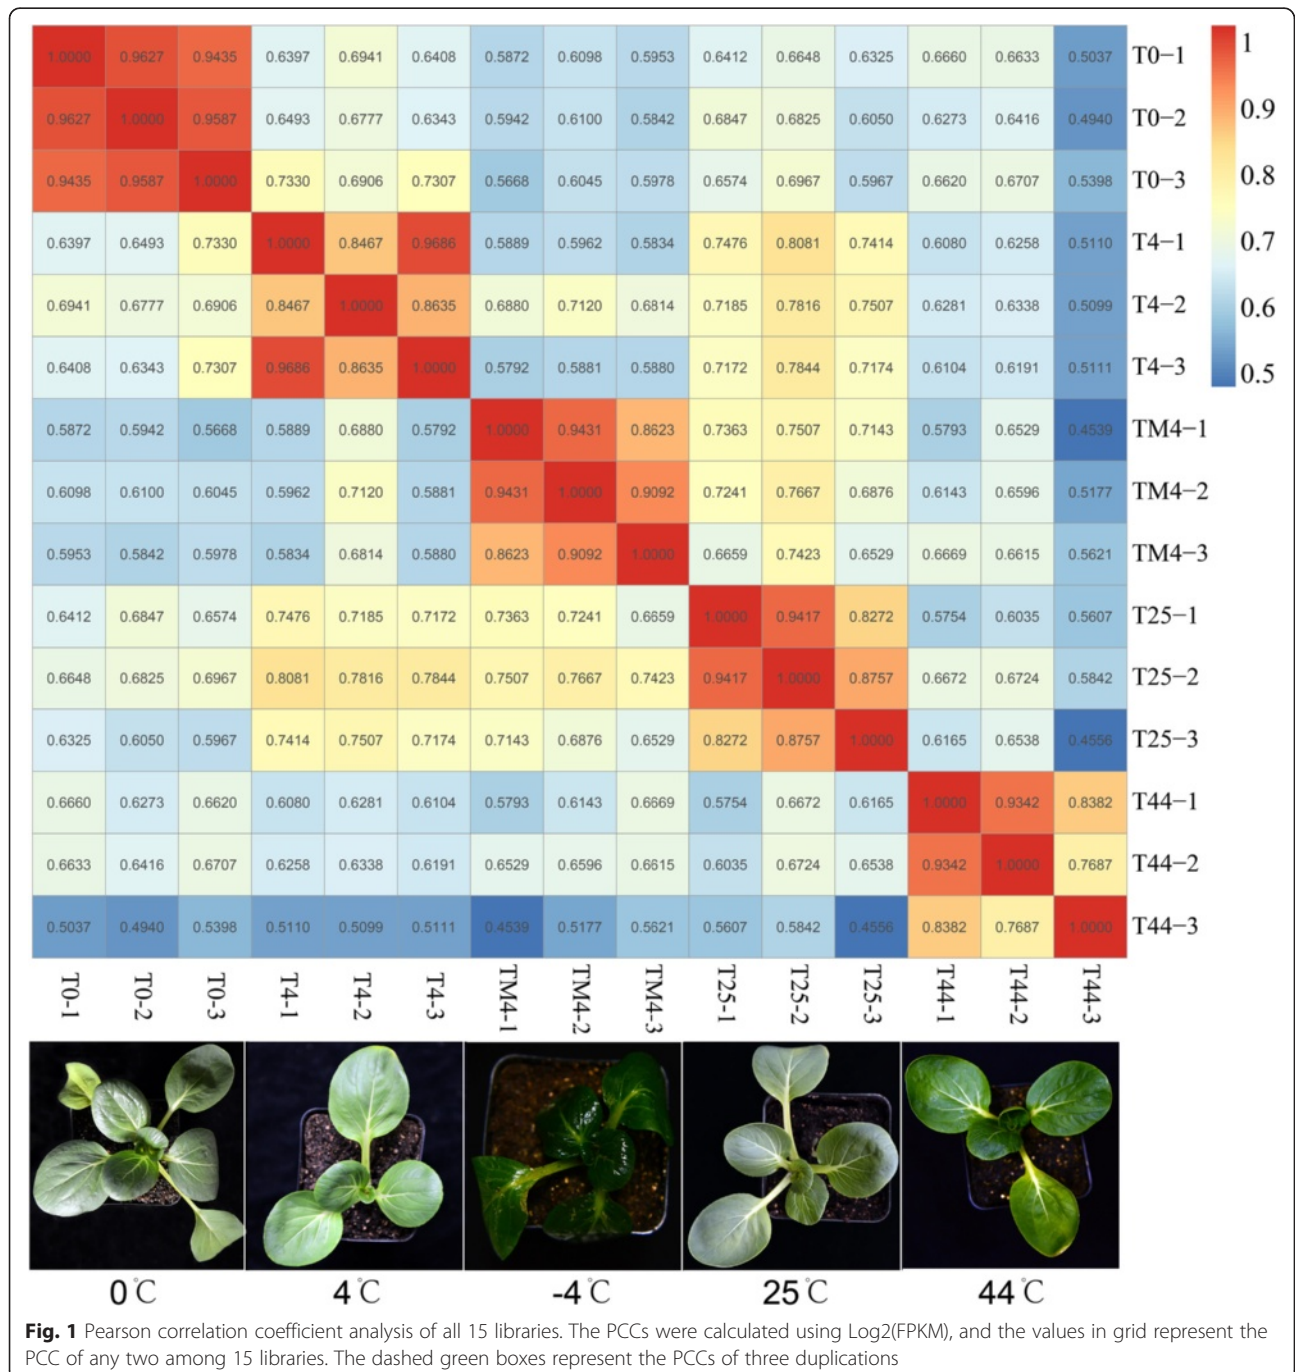 1.0000 0.9627 0.9435 0.6397 0.6941 0.6408 0.5872 0.6098 0.5953 0.6412 0.6648 0.6325 0.6660 0.6633 0.5037 T0−1
0.9627 1.0000 0.9587 0.6493 0.6777 0.6343 0.5942 0.6100 0.5842 0.6847 0.6825 0.6050 0.6273 0.6416 0.4940 T0−2
0.9435 0.9587 1.0000 0.7330 0.6906 0.7307 0.5668 0.6045 0.5978 0.6574 0.6967 0.5967 0.6620 0.6707 0.5398 T0−3
0.6397 0.6493 0.7330 1.0000 0.8467 0.9686 0.5889 0.5962 0.5834 0.7476 0.8081 0.7414 0.6080 0.6258 0.5110 T4−1
0.6941 0.6777 0.6906 0.8467 1.0000 0.8635 0.6880 0.7120 0.6814 0.7185 0.7816 0.7507 0.6281 0.6338 0.5099 T4−2
0.6408 0.6343 0.7307 0.9686 0.8635 1.0000 0.5792 0.5881 0.5880 0.7172 0.7844 0.7174 0.6104 0.6191 0.5111 T4−3
0.5872 0.5942 0.5668 0.5889 0.6880 0.5792 1.0000 0.9431 0.8623 0.7363 0.7507 0.7143 0.5793 0.6529 0.4539 TM4−1
0.6098 0.6100 0.6045 0.5962 0.7120 0.5881 0.9431 1.0000 0.9092 0.7241 0.7667 0.6876 0.6143 0.6596 0.5177 TM4−2
0.5953 0.5842 0.5978 0.5834 0.6814 0.5880 0.8623 0.9092 1.0000 0.6659 0.7423 0.6529 0.6669 0.6615 0.5621 TM4−3
0.6412 0.6847 0.6574 0.7476 0.7185 0.7172 0.7363 0.7241 0.6659 1.0000 0.9417 0.8272 0.5754 0.6035 0.5607 T25−1
0.6648 0.6825 0.6967 0.8081 0.7816 0.7844 0.7507 0.7667 0.7423 0.9417 1.0000 0.8757 0.6672 0.6724 0.5842 T25−2
0.6325 0.6050 0.5967 0.7414 0.7507 0.7174 0.7143 0.6876 0.6529 0.8272 0.8757 1.0000 0.6165 0.6538 0.4556 T25−3
0.6660 0.6273 0.6620 0.6080 0.6281 0.6104 0.5793 0.6143 0.6669 0.5754 0.6672 0.6165 1.0000 0.9342 0.8382 T44−1
0.6633 0.6416 0.6707 0.6258 0.6338 0.6191 0.6529 0.6596 0.6615 0.6035 0.6724 0.6538 0.9342 1.0000 0.7687 T44−2
0.5037 0.4940 0.5398 0.5110 0.5099 0.5111 0.4539 0.5177 0.5621 0.5607 0.5842 0.4556 0.8382 0.7687 1.0000 T44−3
1
0.9
0.8
0.7
0.6
0.5
T0-1 T0-2 T0-3 T4-1 T4-2 T4-3 TM4-1 TM4-2 TM4-3 T25-1 T25-2 T25-3 T44-1 T44-2 T44-3
0℃ 4℃ -4℃ 25℃ 44℃
Fig. 1 Pearson correlation coefficient analysis of all 15 libraries. The PCCs were calculated using Log2(FPKM), and the values in grid represent the
PCC of any two among 15 libraries. The dashed green boxes represent the PCCs of three duplications